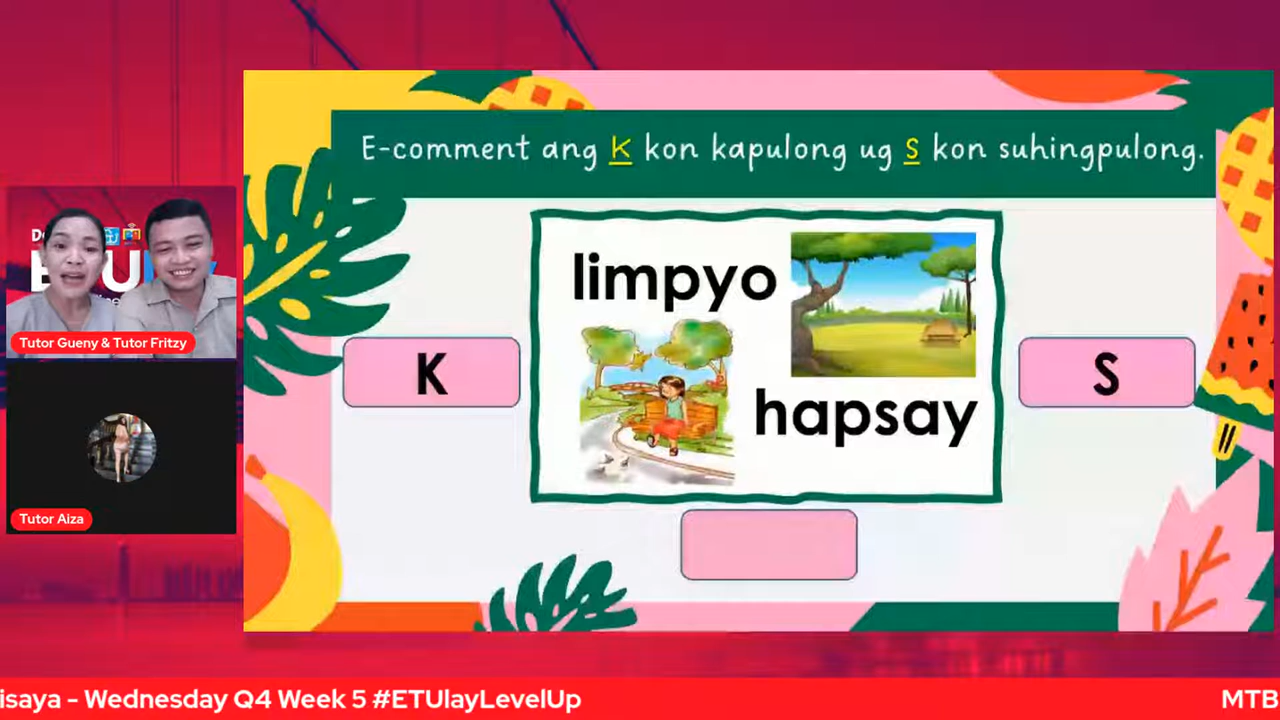 E-comment ang K kon kapulong ug S kon suhingpulong.
limpyo
hapsay
K
S
Tutor Gueny & Tutor Fritzy
Tutor Aiza
isaya - Wednesday Q4 Week 5 #ETUlayLevelUp
MTB